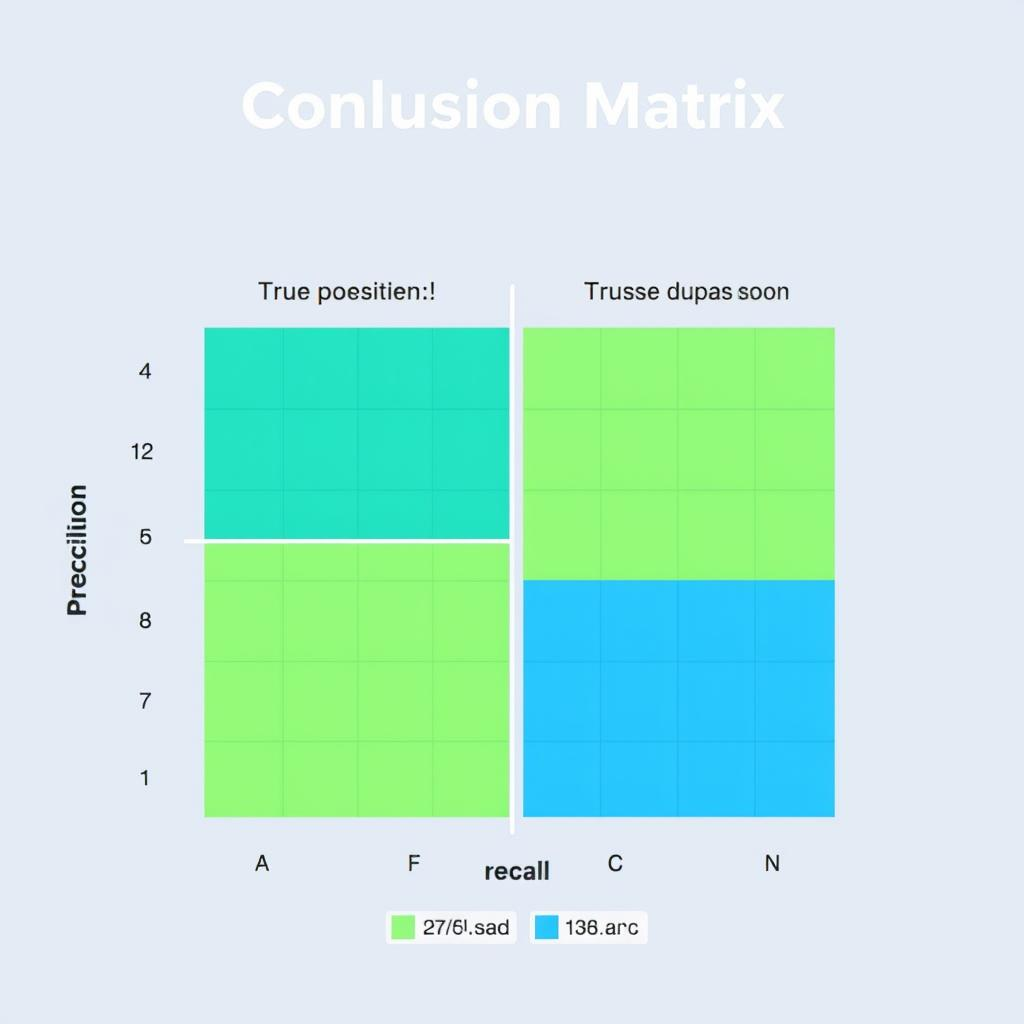 Conlusion Matrix
True poesitien:!
Trusse dupas soon
4
12
5
8
7
1
Precciliuon
A F C N
recall
27/6l.sad 136.arc